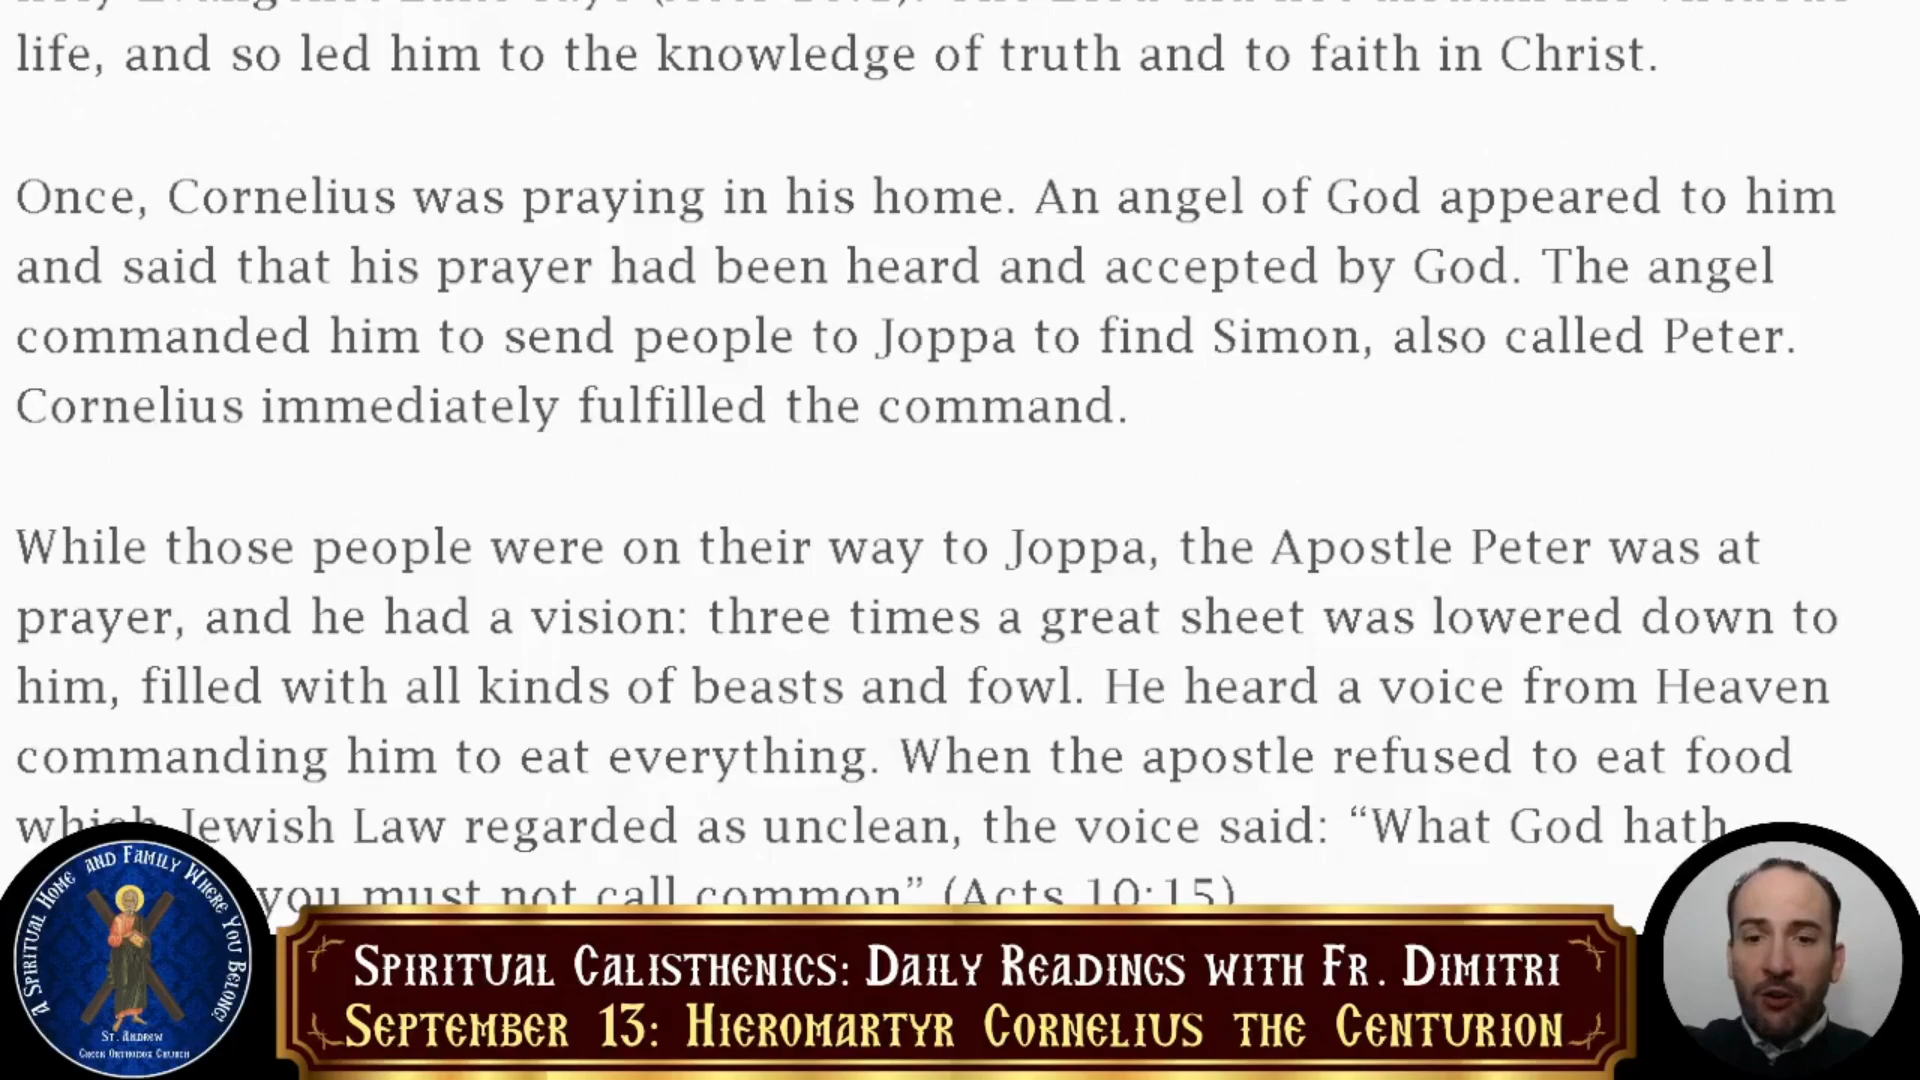 life, and so led him to the knowledge of truth and to faith in Christ.
Once, Cornelius was praying in his home. An angel of God appeared to him
and said that his prayer had been heard and accepted by God. The angel
commanded him to send people to Joppa to find Simon, also called Peter.
Cornelius immediately fulfilled the command.
While those people were on their way to Joppa, the Apostle Peter was at
prayer, and he had a vision: three times a great sheet was lowered down to
him, filled with all kinds of beasts and fowl. He heard a voice from Heaven
commanding him to eat everything. When the apostle refused to eat food
which Jewish Law regarded as unclean, the voice said: “What God hath
you must not call common” (Acts 10:15)
A Spiritual Home and Family Where You Belong!
St. Andrew
Greek Orthodox Church
Spiritual Calisthenics: Daily Readings with Fr. Dimitri
September 13: Hieromartyr Cornelius the Centurion